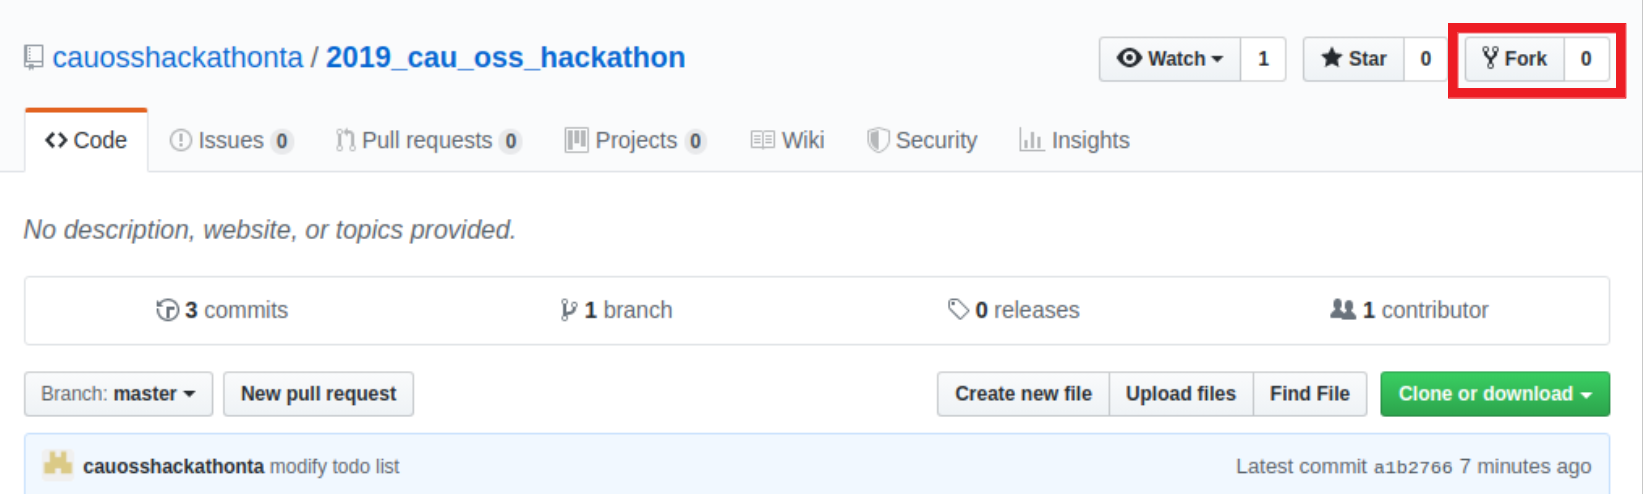 cauosshackathonta / 2019_cau_oss_hackathon Watch 1 Star 0 Fork 0
Code Issues 0 Pull requests 0 Projects 0 Wiki Security Insights
No description, website, or topics provided.
3 commits 1 branch 0 releases 1 contributor
Branch: master New pull request Create new file Upload files Find File Clone or download
cauosshackathonta modify todo list Latest commit a1b2766 7 minutes ago